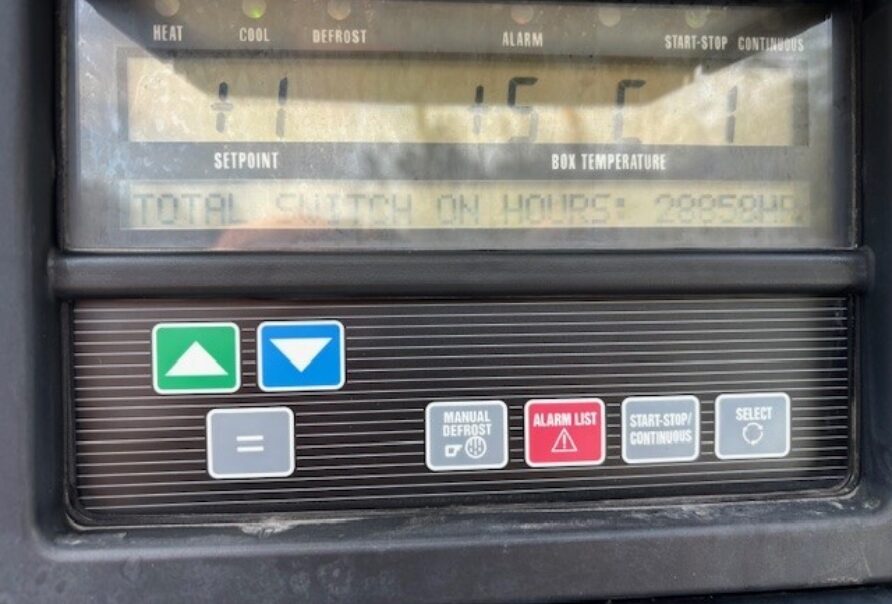 HEAT COOL DEFROST ALARM START-STOP CONTINUOUS
+1 15 C 1
SETPOINT BOX TEMPERATURE
TOTAL SWITCH ON HOURS: 28858HR
=
MANUAL DEFROST
ALARM LIST
START-STOP/
CONTINUOUS
SELECT